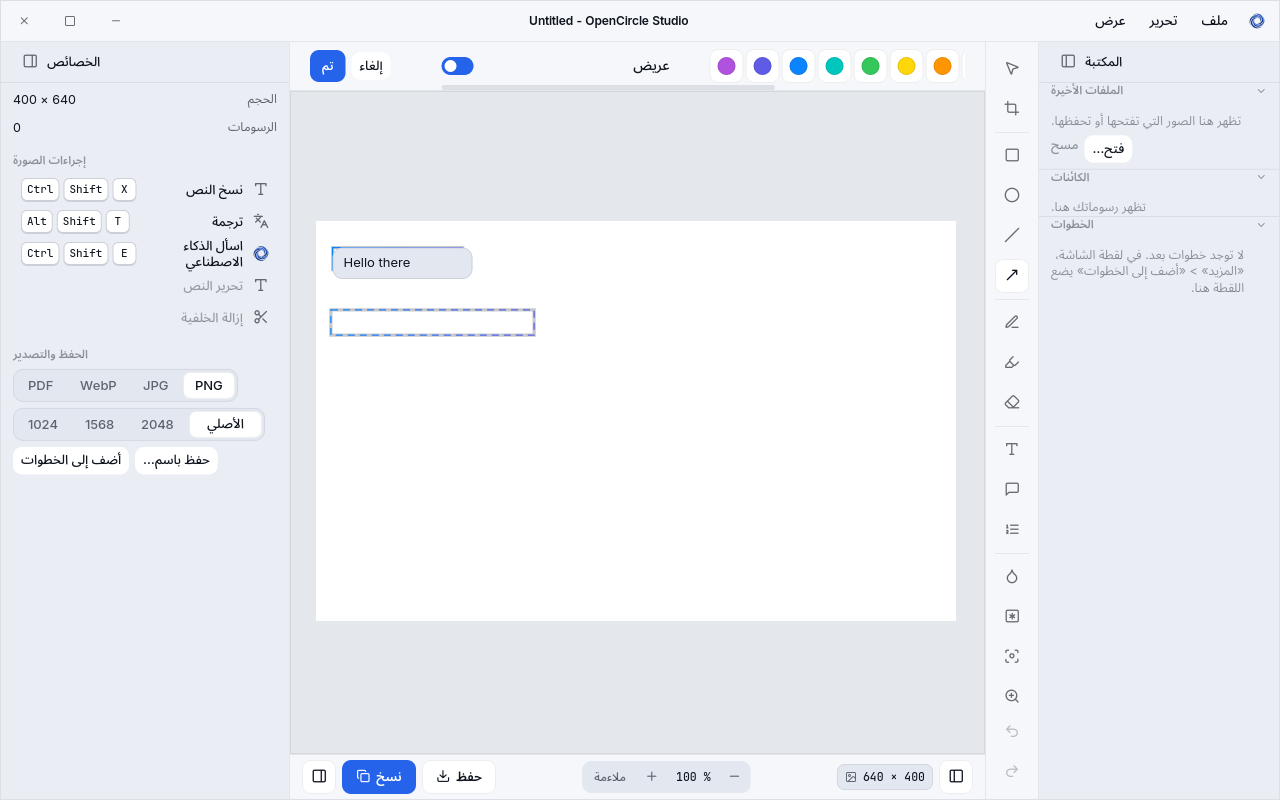 ملف
تحرير
عرض
Untitled - OpenCircle Studio
المكتبة
الملفات الأخيرة
تظهر هنا الصور التي تفتحها أو تحفظها.
فتح...
مسح
الكائنات
تظهر رسوماتك هنا.
الخطوات
لا توجد خطوات بعد. في لقطة الشاشة،
«المزيد» > «أضف إلى الخطوات» يضع
اللقطة هنا.
عريض
إلغاء
تم
Hello there
640 × 400
100 %
ملاءمة
حفظ
نسخ
الخصائص
الحجم
400 × 640
الرسومات
0
إجراءات الصورة
نسخ النص
Ctrl Shift X
ترجمة
Alt Shift T
اسأل الذكاء
الاصطناعي
Ctrl Shift E
تحرير النص
إزالة الخلفية
الحفظ والتصدير
PDF WebP JPG PNG
1024 1568 2048 الأصلي
حفظ باسم...
أضف إلى الخطوات